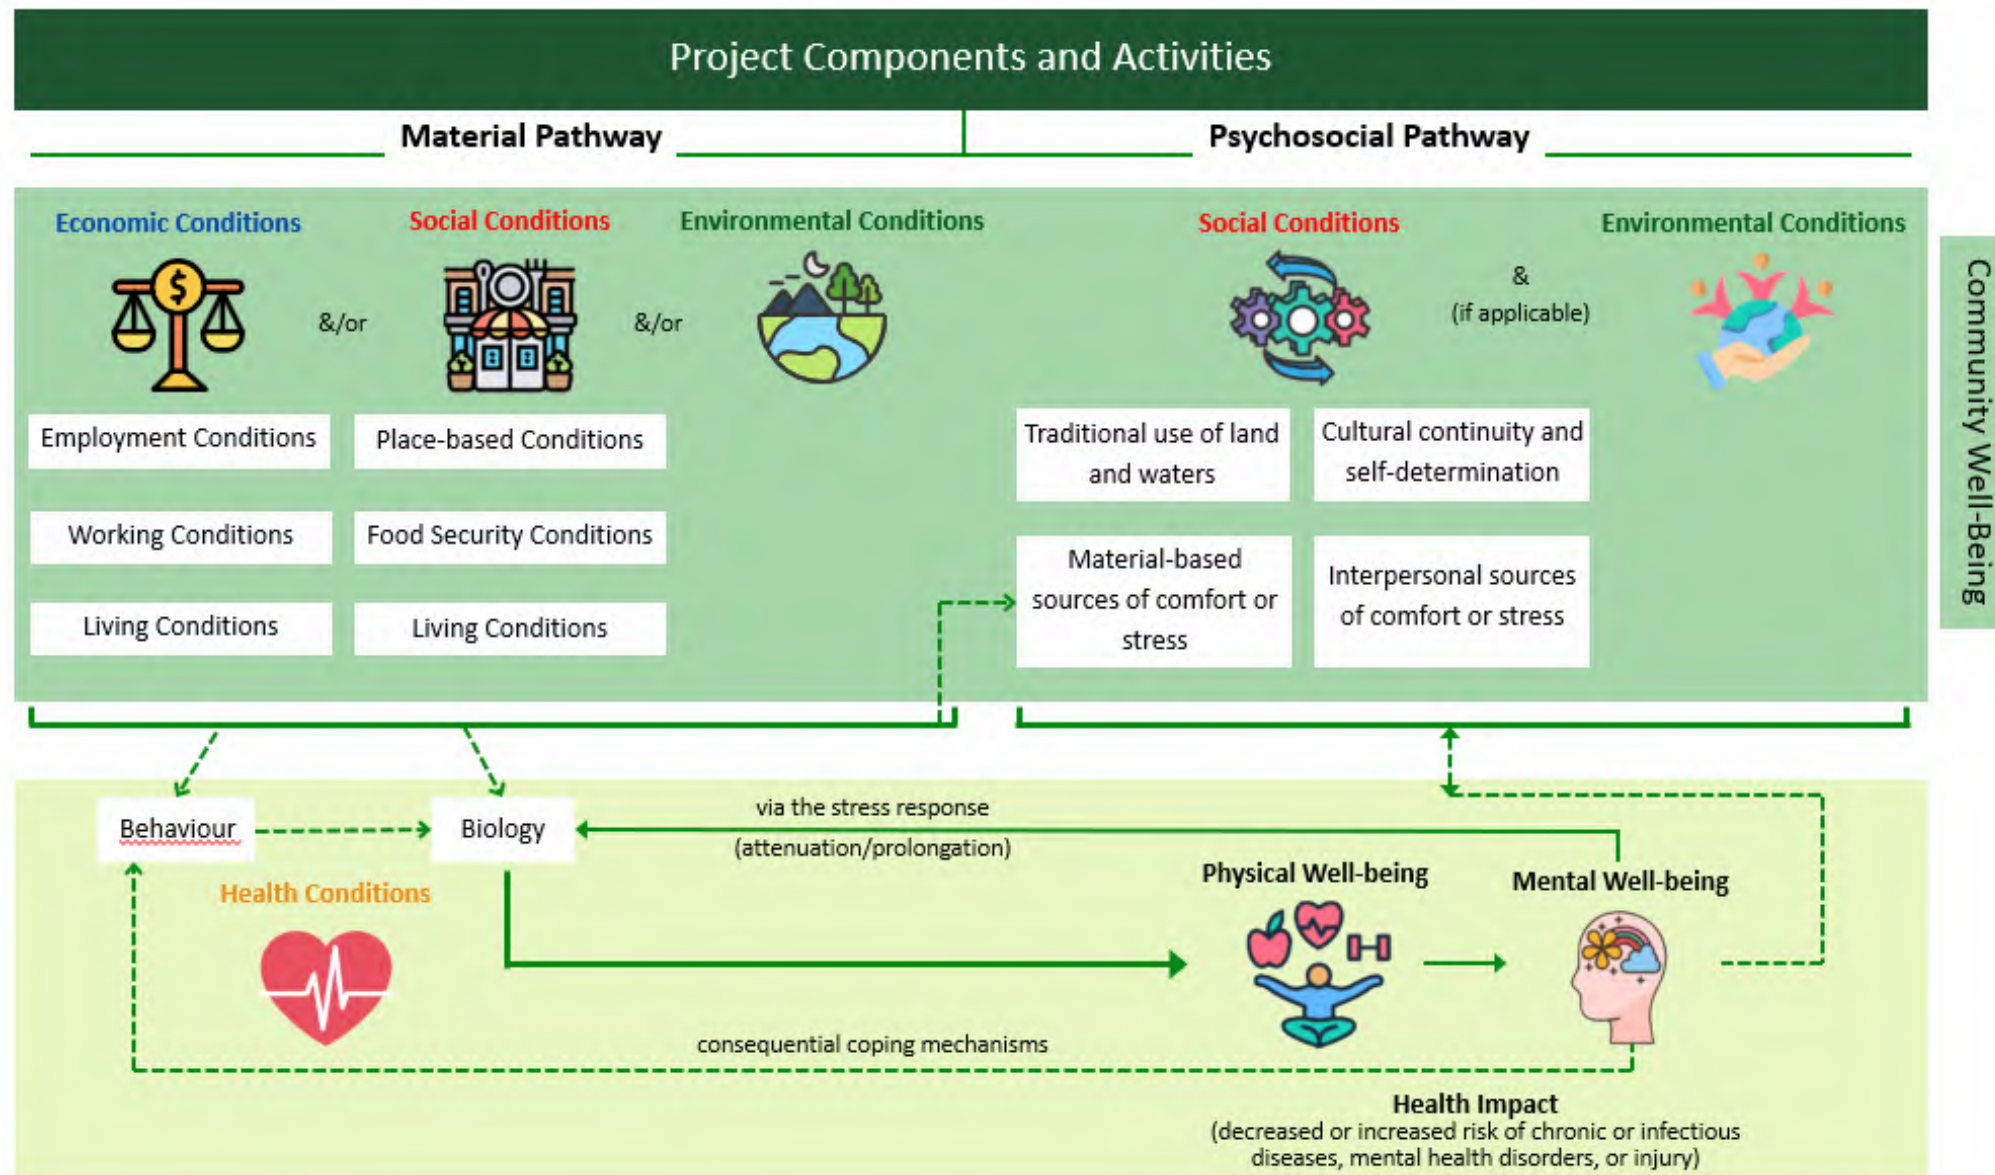 Project Components and Activities
Material Pathway
Psychosocial Pathway
Economic Conditions
Social Conditions
Environmental Conditions
Social Conditions
Environmental Conditions
$
&/or
&/or
&
(if applicable)
Employment Conditions
Place-based Conditions
Traditional use of land
and waters
Cultural continuity and
self-determination
Working Conditions
Food Security Conditions
Material-based
sources of comfort or
stress
Interpersonal sources
of comfort or stress
Living Conditions
Living Conditions
Community Well-Being
Behaviour
Biology
via the stress response
(attenuation/prolongation)
Health Conditions
Physical Well-being
Mental Well-being
consequential coping mechanisms
Health Impact
(decreased or increased risk of chronic or infectious
diseases, mental health disorders, or injury)